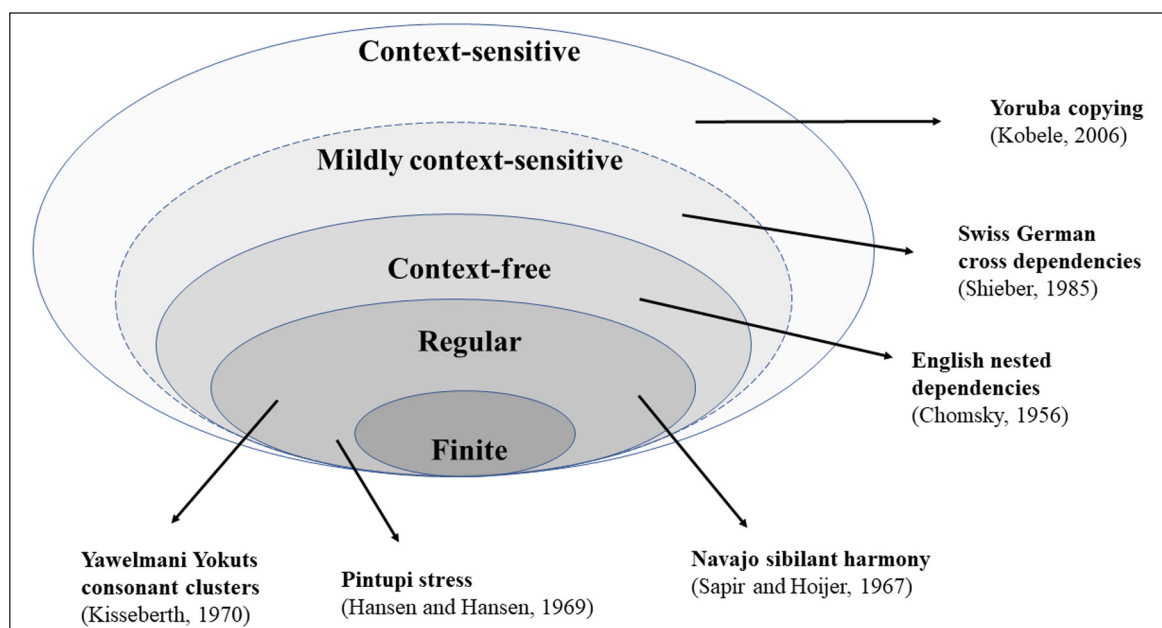 Context-sensitive
Mildly context-sensitive
Context-free
Regular
Finite
Yoruba copying
(Kobele, 2006)
Swiss German
cross dependencies
(Shieber, 1985)
English nested
dependencies
(Chomsky, 1956)
Yawelmani Yokuts
consonant clusters
(Kisseberth, 1970)
Pintupi stress
(Hansen and Hansen, 1969)
Navajo sibilant harmony
(Sapir and Hoijer, 1967)